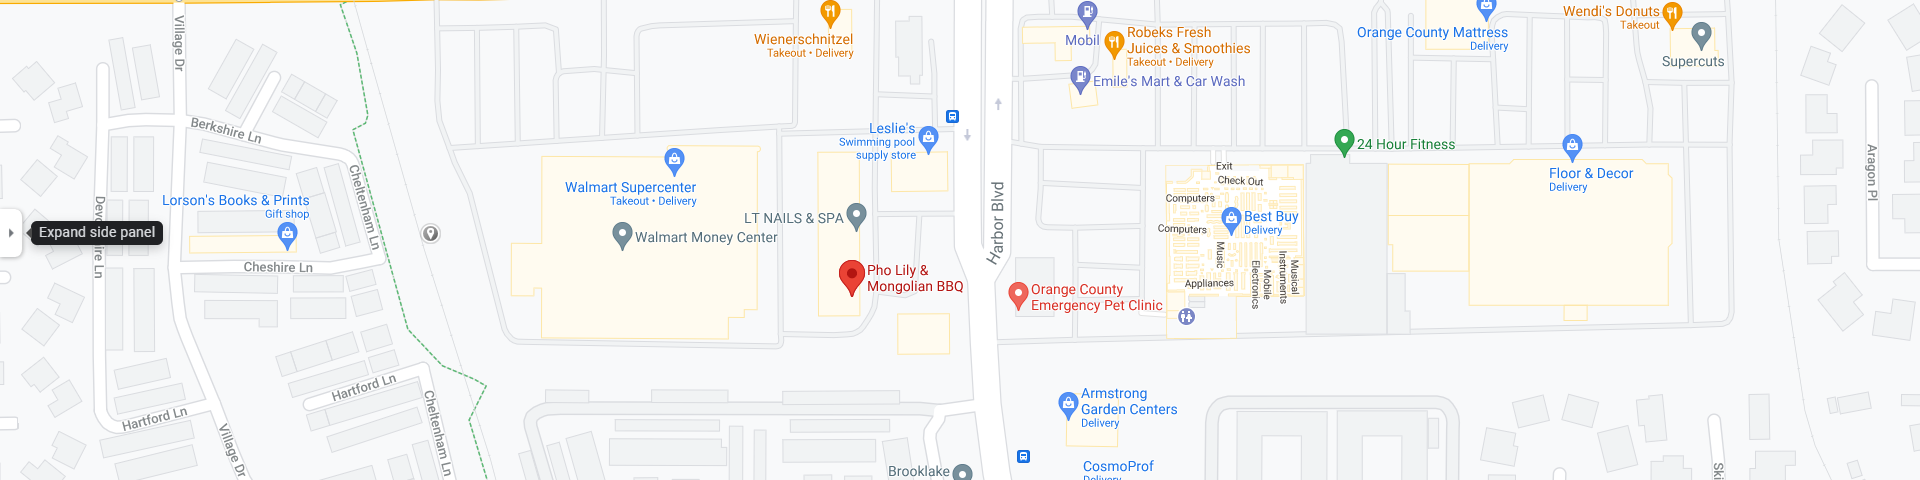 Village Dr
Wienerschnitzel
Takeout • Delivery
Mobil
Robeks Fresh
Juices & Smoothies
Takeout • Delivery
Emile's Mart & Car Wash
Orange County Mattress
Delivery
Wendi's Donuts
Takeout
Supercuts
Berkshire Ln
Leslie's
Swimming pool
supply store
24 Hour Fitness
Floor & Decor
Delivery
Aragon Pl
Walmart Supercenter
Takeout • Delivery
Exit
Check Out
Computers
Computers
Best Buy
Delivery
Music
Musical
Instruments
Mobile
Electronics
Appliances
Lorson's Books & Prints
Gift shop
Cheltenham Ln
Expand side panel
LT NAILS & SPA
Walmart Money Center
Harbor Blvd
Cheshire Ln
Pho Lily &
Mongolian BBQ
Orange County
Emergency Pet Clinic
Hartford Ln
Hartford Ln
Cheltenham Ln
Village Dr
Armstrong
Garden Centers
Delivery
Brooklake
CosmoProf
Delivery